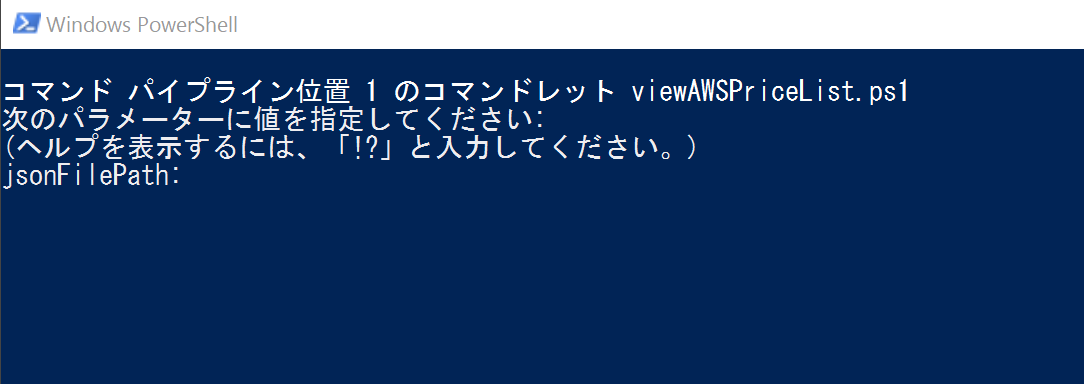 Windows PowerShell
コマンド パイプライン位置 1 のコマンドレット viewAWSPriceList.ps1
次のパラメーターに値を指定してください:
(ヘルプを表示するには、「!?」と入力してください。)
jsonFilePath: